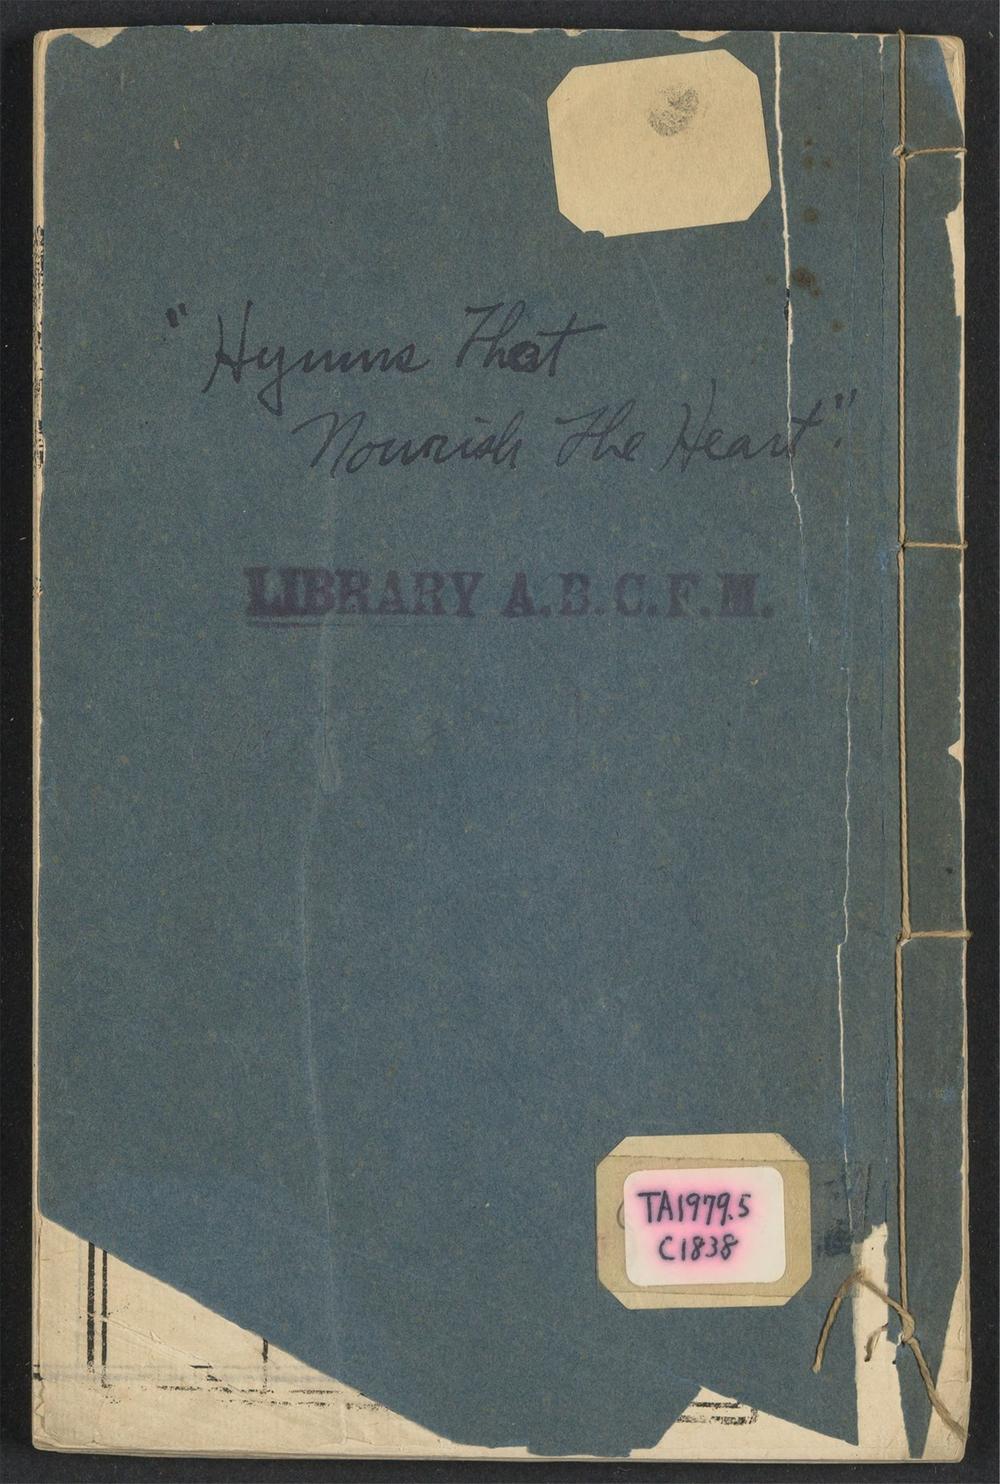 "Hymns That
Nourish The Heart".
LIBRARY A.B.C.F.M.
TA1979.5
C1838